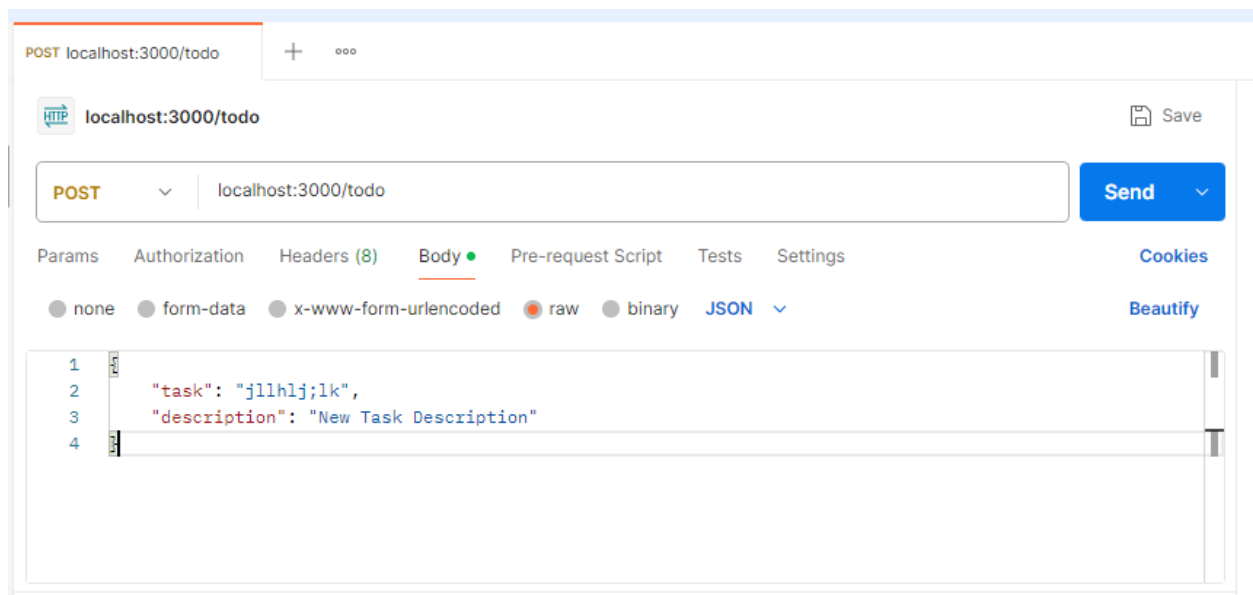 POST localhost:3000/todo
HTTP localhost:3000/todo Save
POST localhost:3000/todo Send
Params Authorization Headers (8) Body Pre-request Script Tests Settings Cookies
none form-data x-www-form-urlencoded raw binary JSON Beautify
1 {
2 "task": "jllhlj;lk",
3 "description": "New Task Description"
4 }